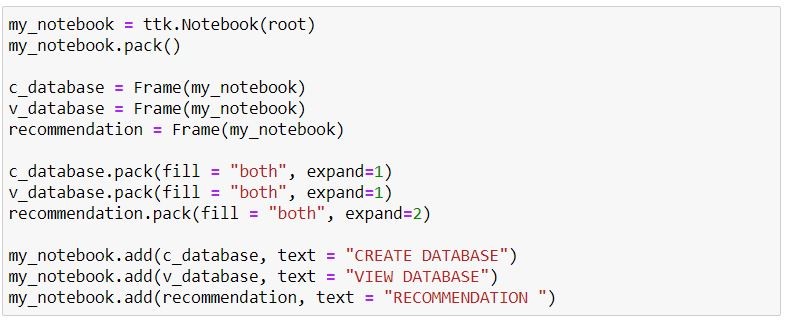 my_notebook = ttk.Notebook(root)
my_notebook.pack()
c_database = Frame(my_notebook)
v_database = Frame(my_notebook)
recommendation = Frame(my_notebook)
c_database.pack(fill = "both", expand=1)
v_database.pack(fill = "both", expand=1)
recommendation.pack(fill = "both", expand=2)
my_notebook.add(c_database, text = "CREATE DATABASE")
my_notebook.add(v_database, text = "VIEW DATABASE")
my_notebook.add(recommendation, text = "RECOMMENDATION ")